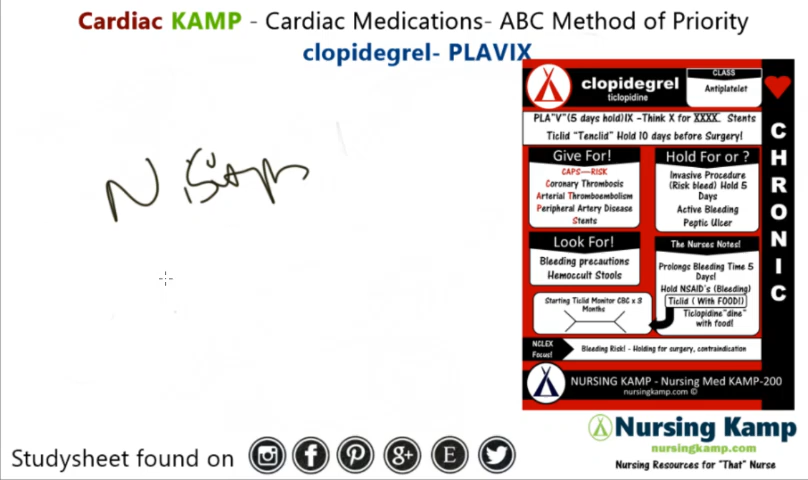 Cardiac KAMP - Cardiac Medications- ABC Method of Priority
clopidegrel- PLAVIX
N
clopidegrel
ticlopidine
CLASS
Antiplatelet
PLA"V"(5 days hold)IX -Think X for XXXX. Stents
Ticlid "Tenclid" Hold 10 days before Surgery!
Give For!
CAPS—RISK
Coronary Thrombosis
Arterial Thromboembolism
Peripheral Artery Disease
Stents
Hold For or ?
Invasive Procedure
(Risk bleed) Hold 5
Days
Active Bleeding
Peptic Ulcer
Look For!
Bleeding precautions
Hemoccult Stools
The Nurses Notes!
Prolongs Bleeding Time 5
Days!
Hold NSAID's (Bleeding)
Ticlid ( With FOOD!)
Ticlopidine"dine"
with food!
Starting Ticlid Monitor CBC x 3
Months
NCLEX
Focus!
Bleeding Risk! - Holding for surgery, contraindication
NURSING KAMP - Nursing Med KAMP-200
nursingkamp.com ©
CHRONIC
Nursing Kamp
nursingkamp.com
Nursing Resources for "That" Nurse
Studysheet found on